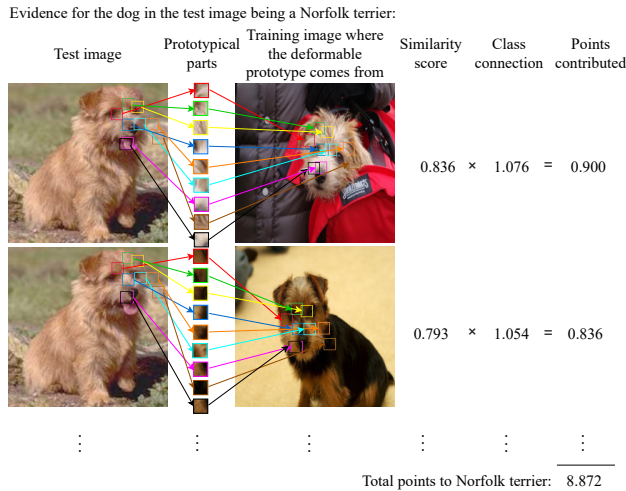 Evidence for the dog in the test image being a Norfolk terrier:
Test image
Prototypical
parts
Training image where
the deformable
prototype comes from
Similarity
score
Class
connection
Points
contributed
0.836 × 1.076 = 0.900
0.793 × 1.054 = 0.836
Total points to Norfolk terrier: 8.872